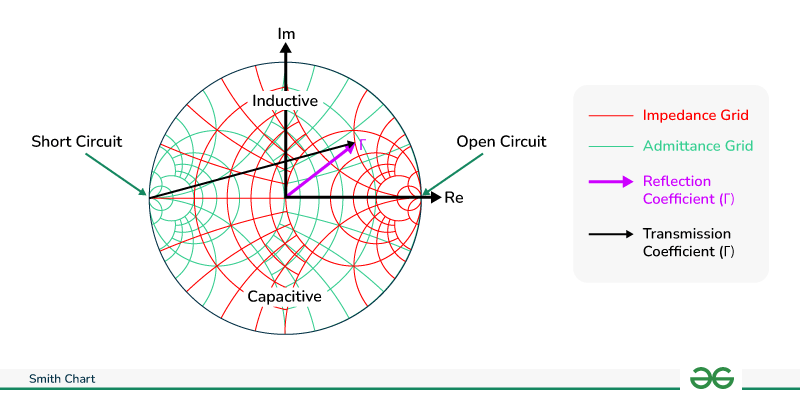 Im
Inductive
Short Circuit
Open Circuit
Γ
Re
Capacitive
Impedance Grid
Admittance Grid
Reflection
Coefficient (Γ)
Transmission
Coefficient (Γ)
Smith Chart